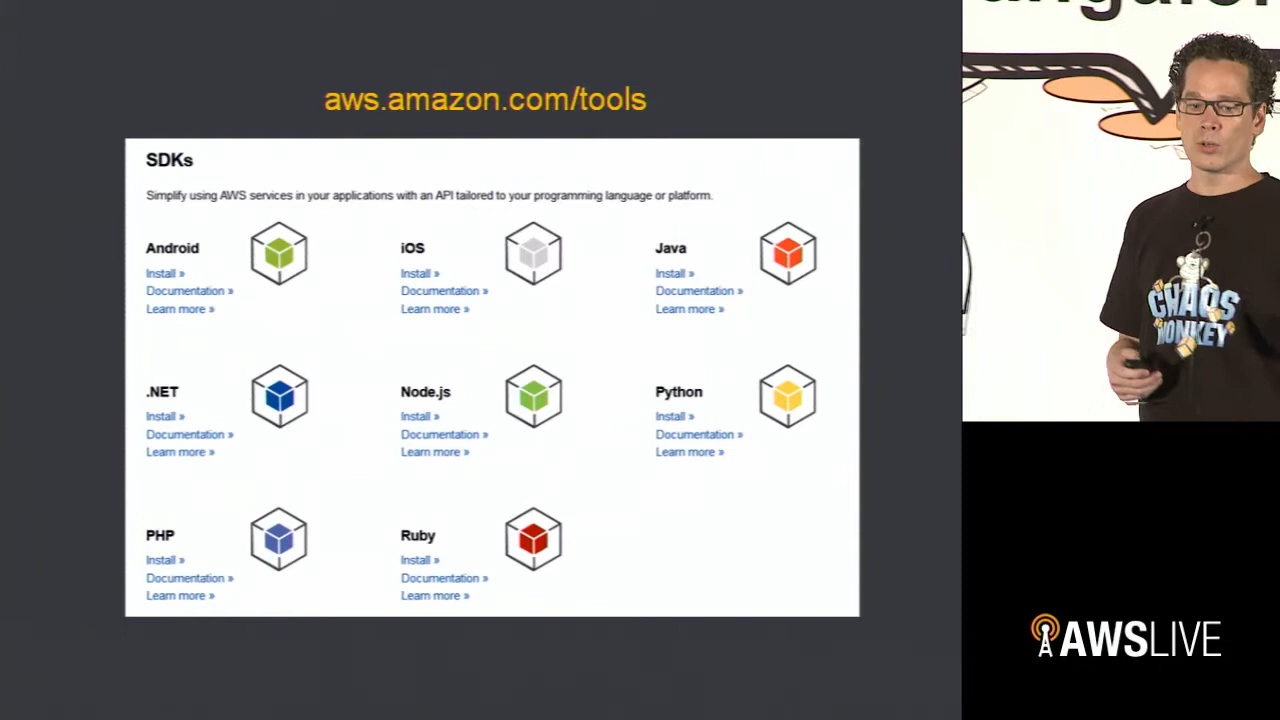 aws.amazon.com/tools
SDKs
Simplify using AWS services in your applications with an API tailored to your programming language or platform.
Android
Install »
Documentation »
Learn more »
iOS
Install »
Documentation »
Learn more »
Java
Install »
Documentation »
Learn more »
.NET
Install »
Documentation »
Learn more »
Node.js
Install »
Documentation »
Learn more »
Python
Install »
Documentation »
Learn more »
PHP
Install »
Documentation »
Learn more »
Ruby
Install »
Documentation »
Learn more »
CHAOS
MONKEY
AWSLIVE